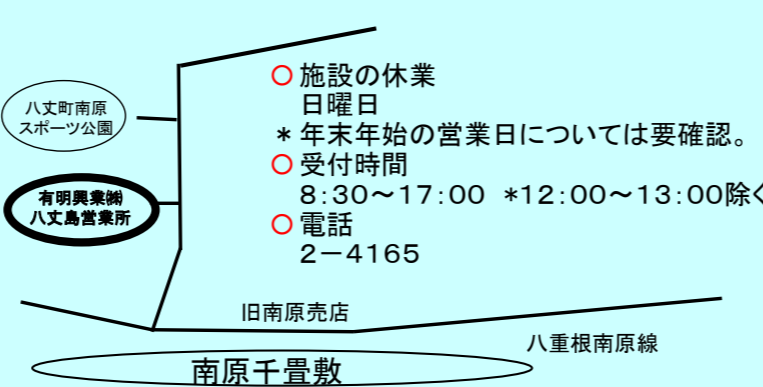 ○ 施設の休業
日曜日
* 年末年始の営業日については要確認。
○ 受付時間
8:30～17:00 *12:00～13:00除く
○ 電話
2－4165
八丈町南原
スポーツ公園
有明興業㈱
八丈島営業所
旧南原売店
八重根南原線
南原千畳敷